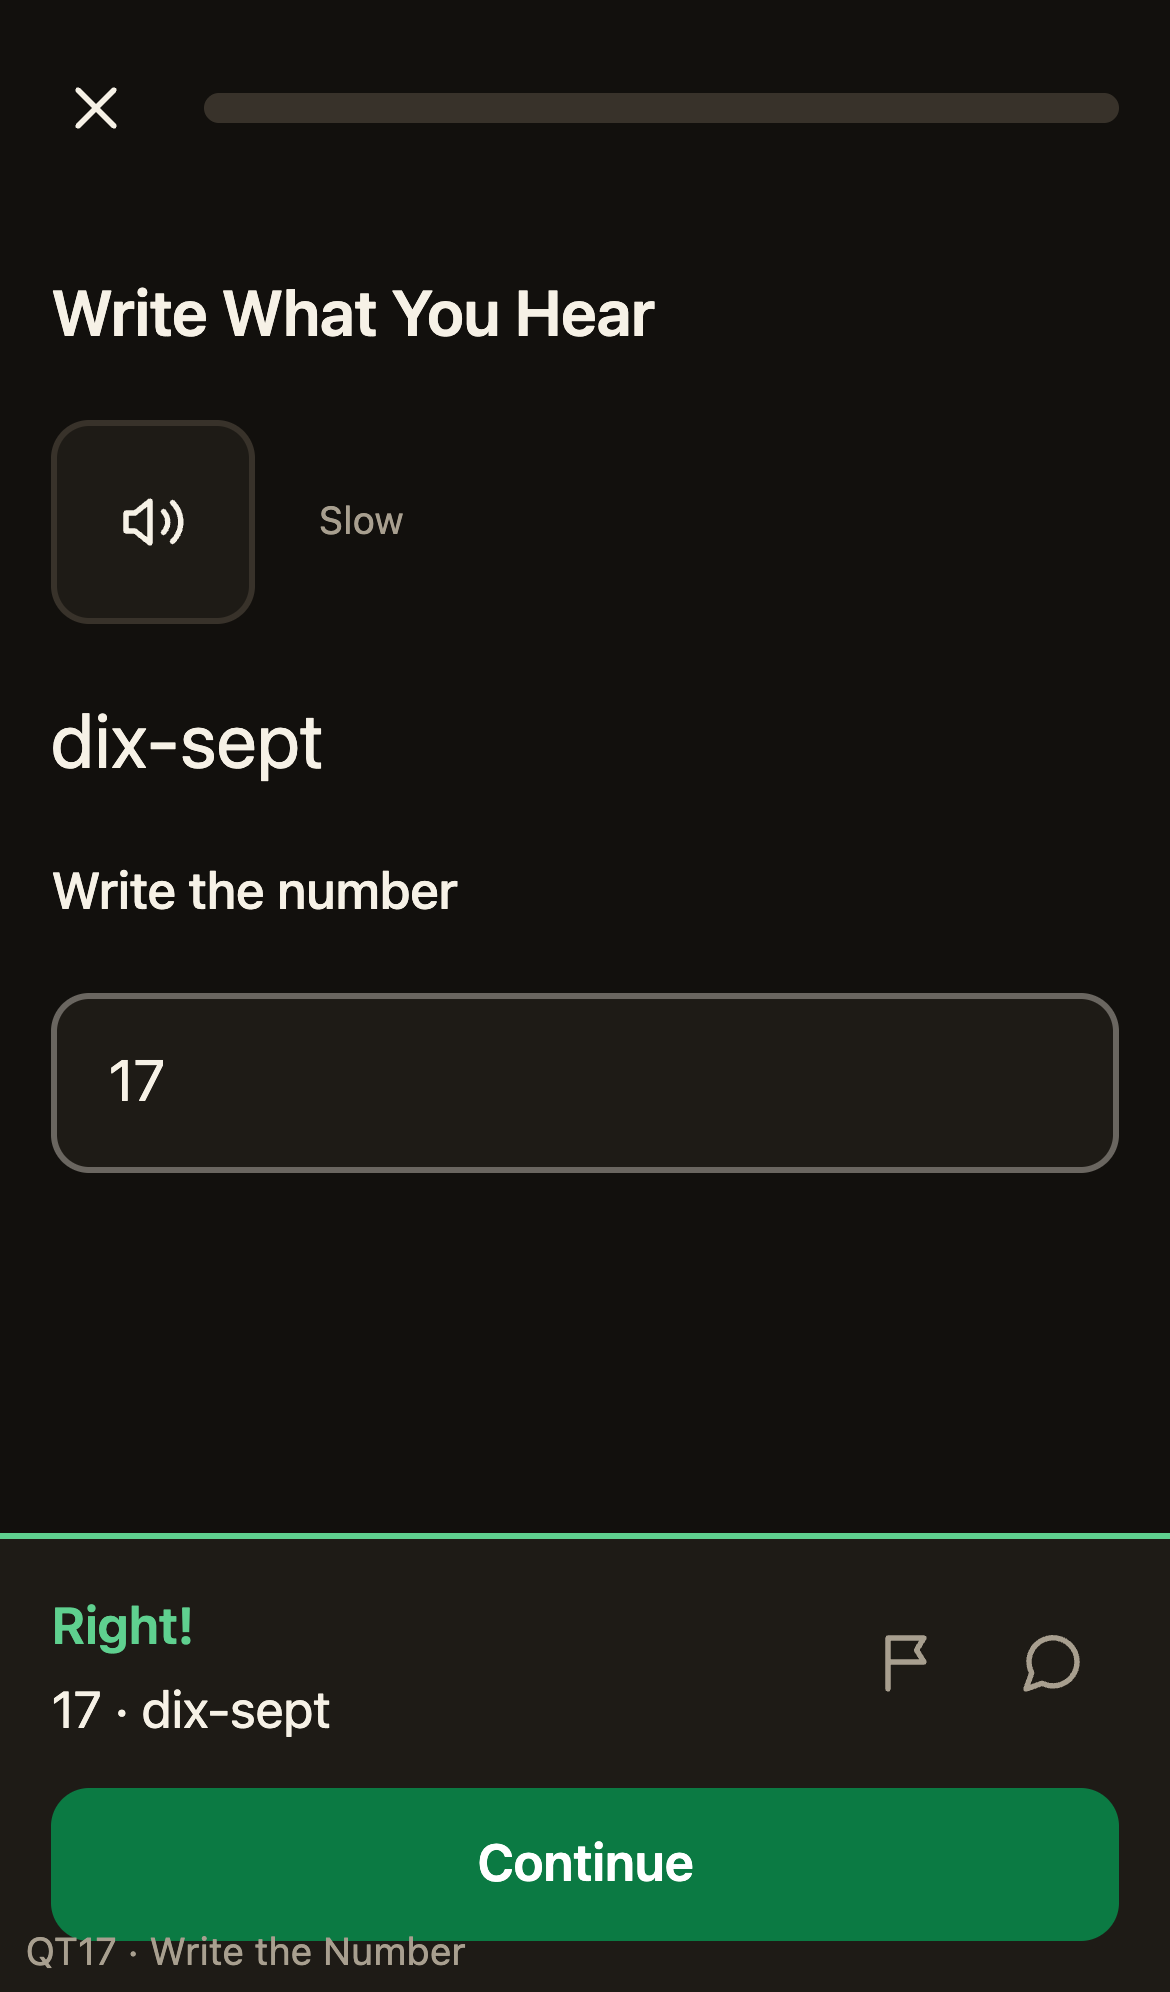 Write What You Hear
Slow
dix-sept
Write the number
17
Right!
17 · dix-sept
Continue
QT17 · Write the Number